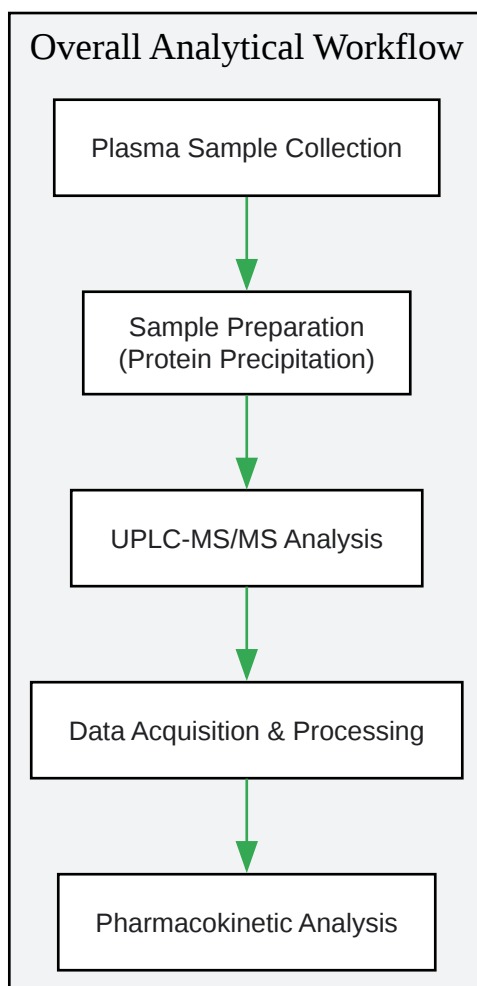 Overall Analytical Workflow
Plasma Sample Collection
Sample Preparation
(Protein Precipitation)
UPLC-MS/MS Analysis
Data Acquisition & Processing
Pharmacokinetic Analysis